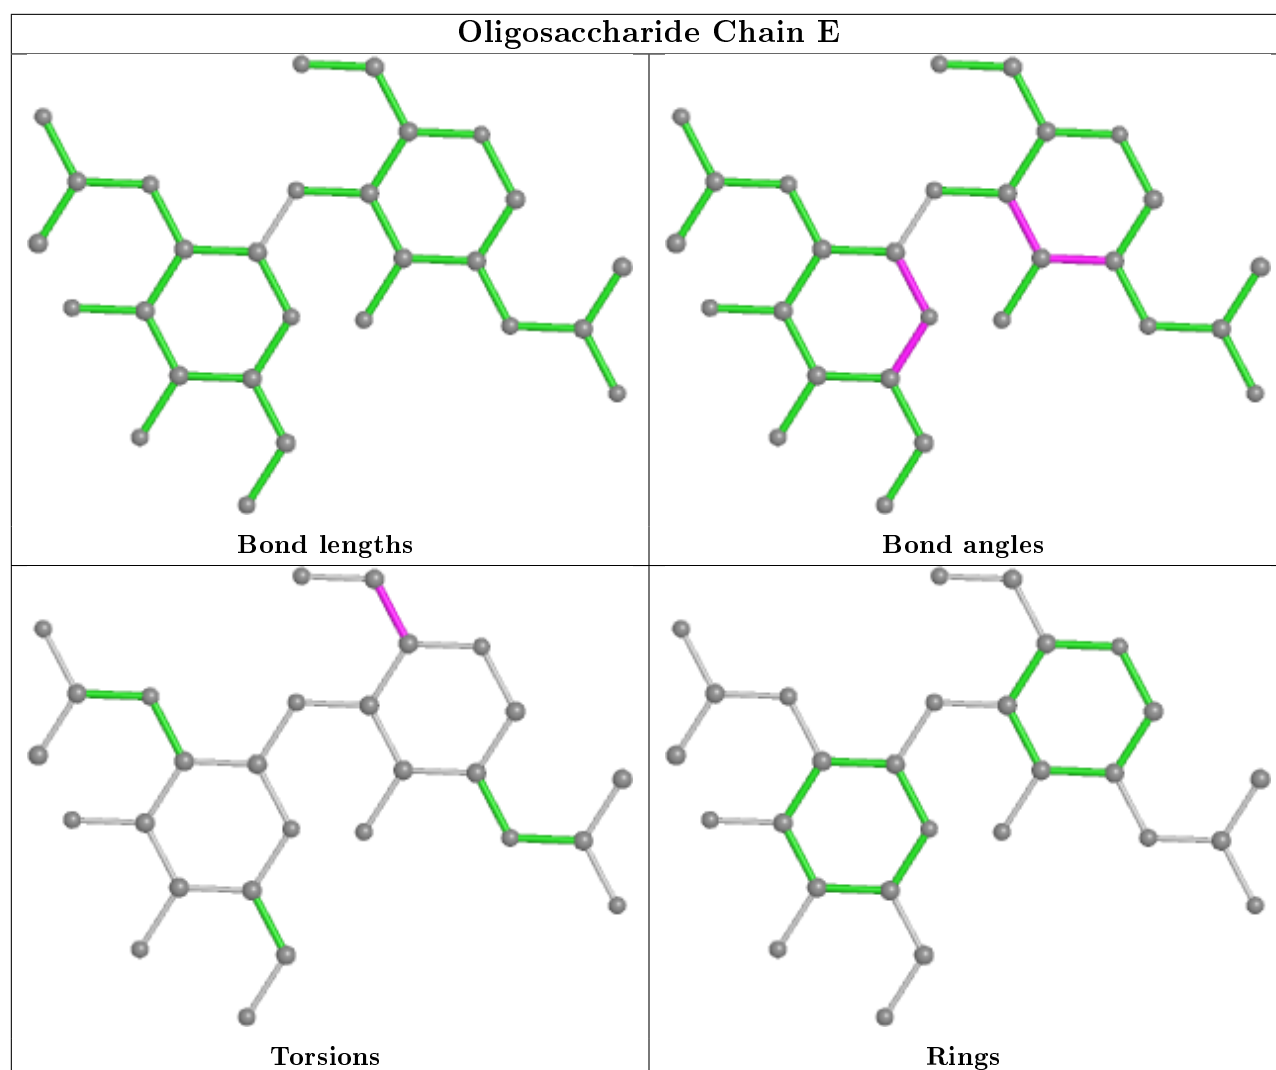 Oligosaccharide Chain E
Bond lengths
Bond angles
Torsions
Rings